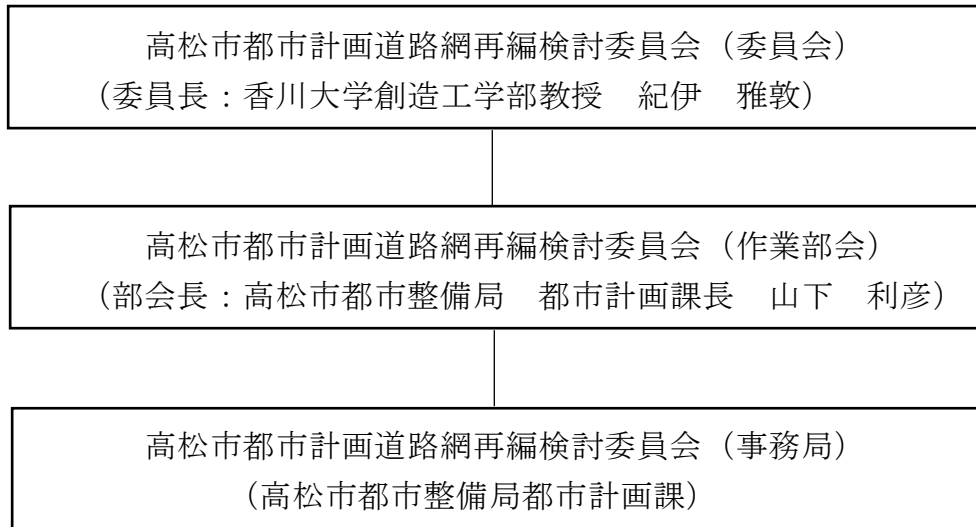 高松市都市計画道路網再編検討委員会（委員会）
（委員長：香川大学創造工学部教授　紀伊　雅敦）
高松市都市計画道路網再編検討委員会（作業部会）
（部会長：高松市都市整備局　都市計画課長　山下　利彦）
高松市都市計画道路網再編検討委員会（事務局）
（高松市都市整備局都市計画課）